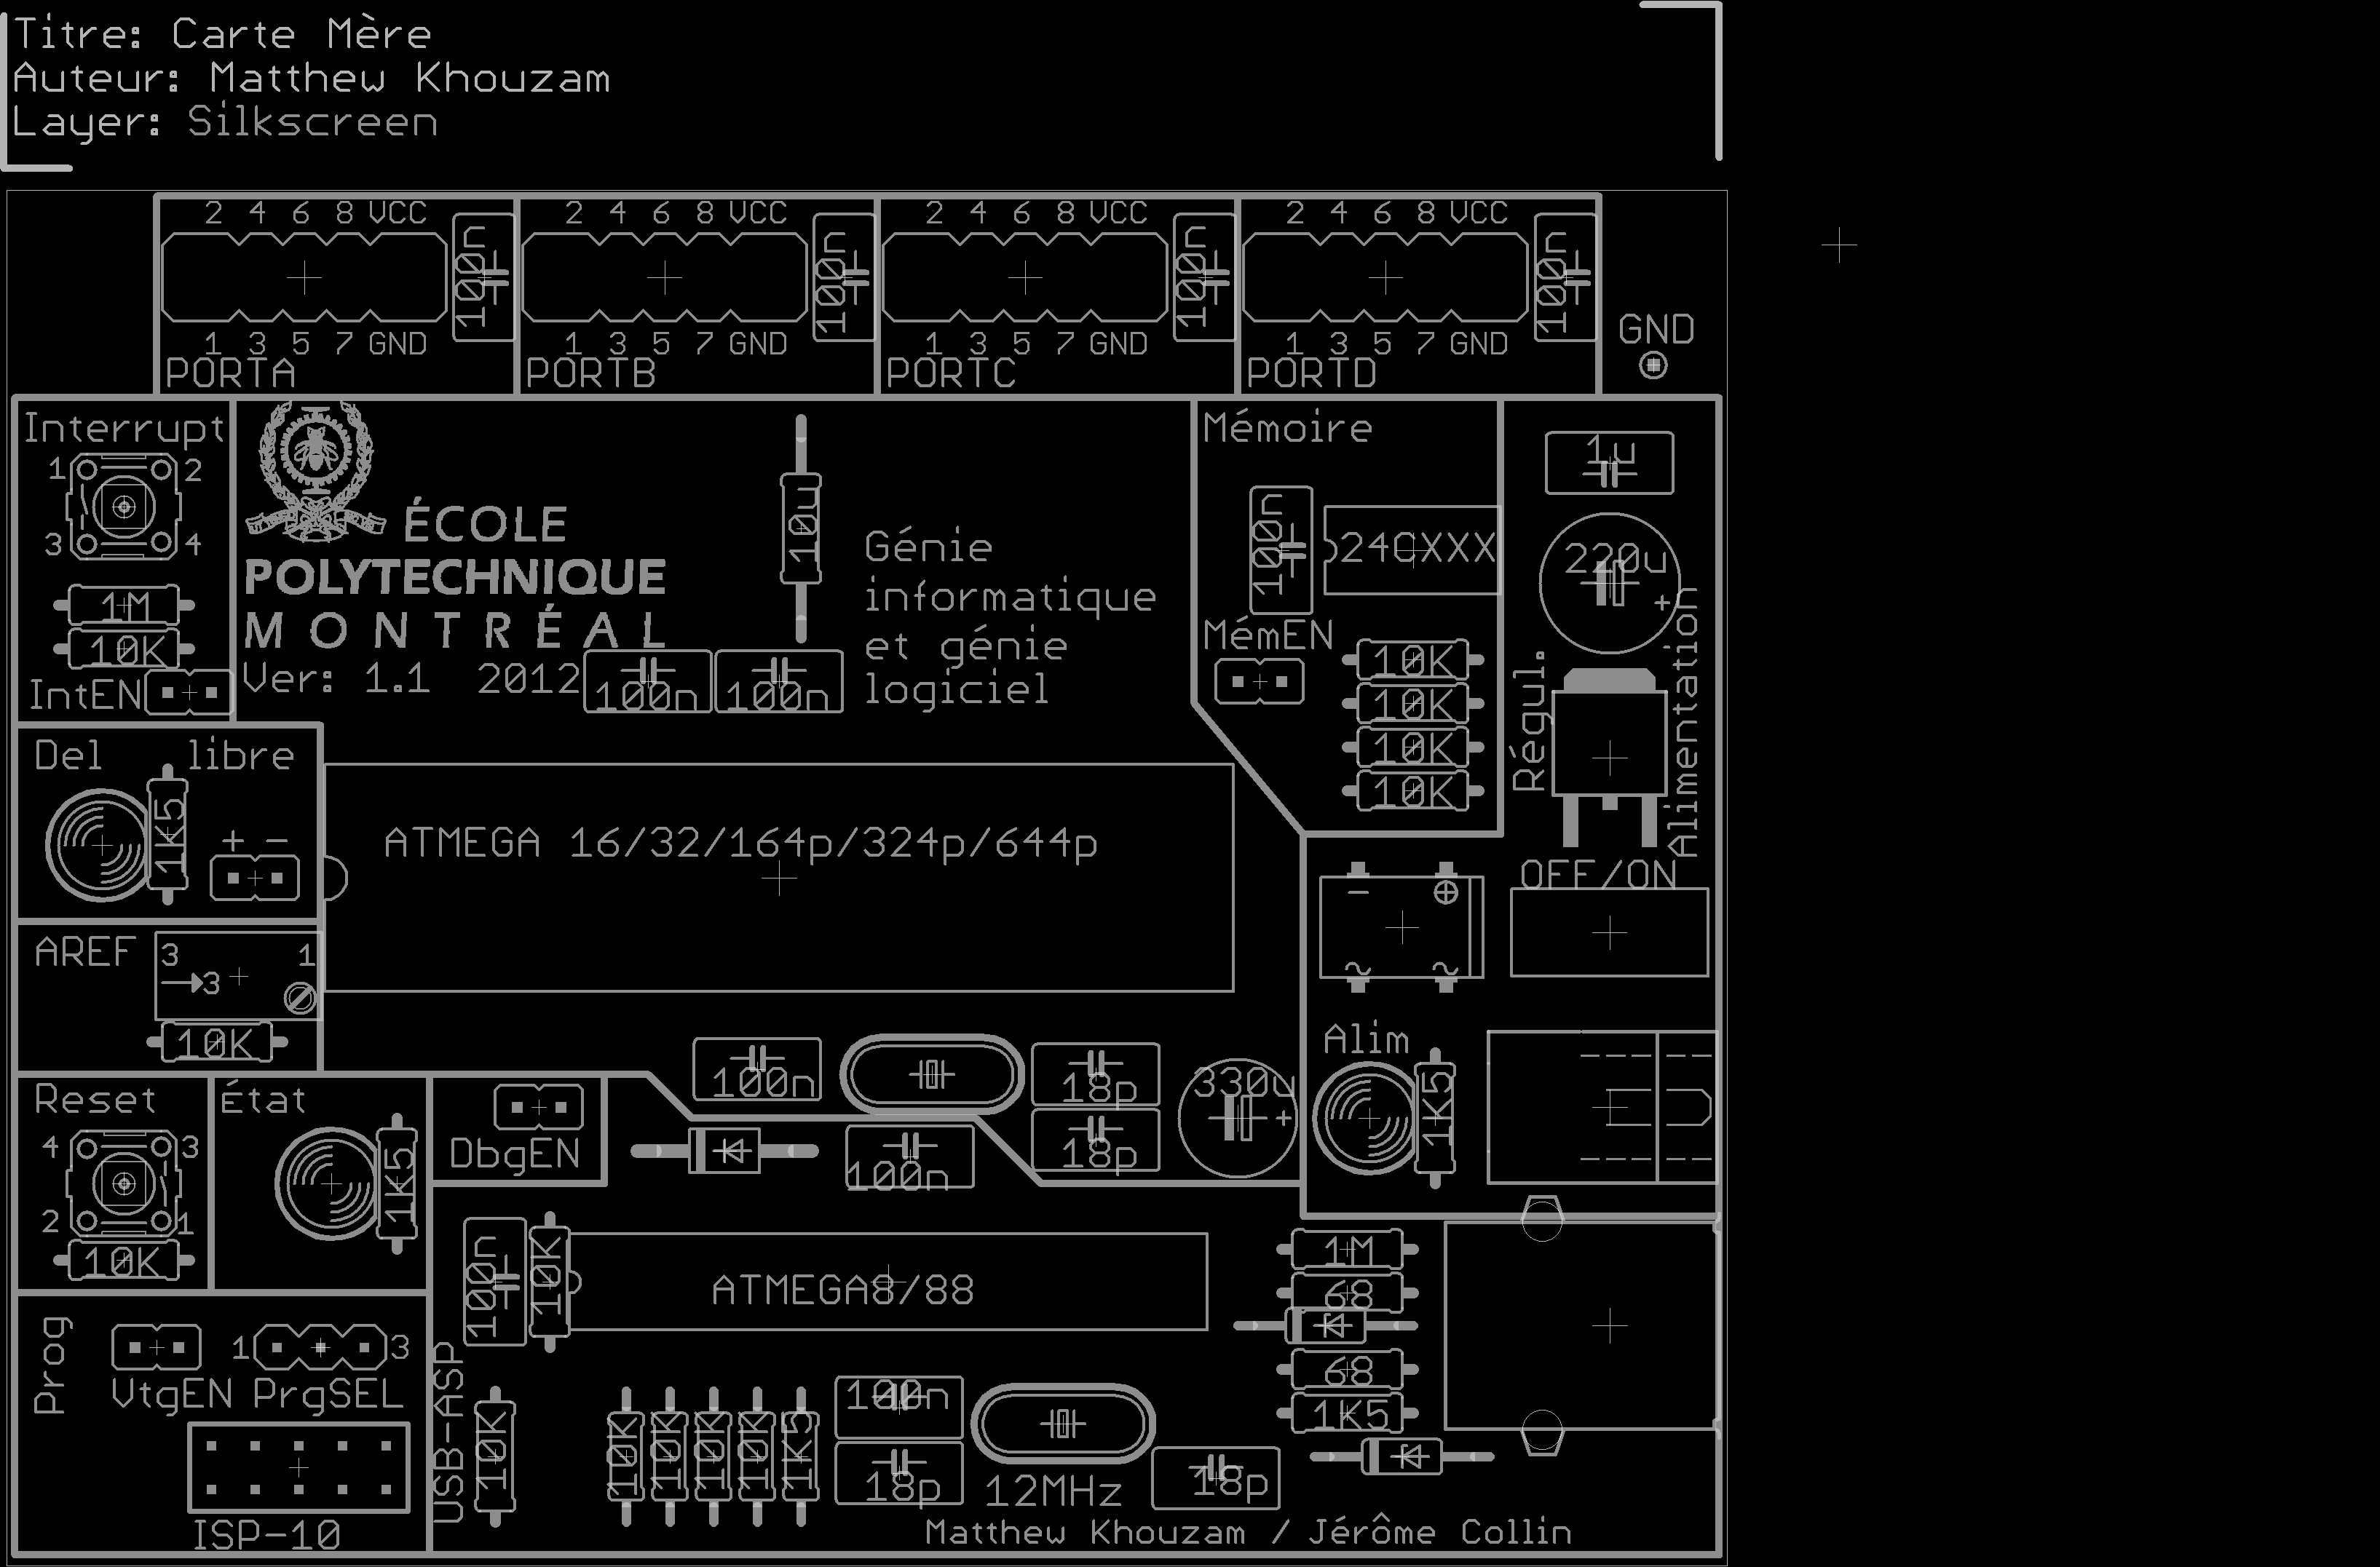 Titre: Carte Mère
Auteur: Matthew Khouzam
Layer: Silkscreen
2 4 6 8 VCC
100n
1 3 5 7 GND
PORTA
2 4 6 8 VCC
100n
1 3 5 7 GND
PORTB
2 4 6 8 VCC
100n
1 3 5 7 GND
PORTC
2 4 6 8 VCC
100n
1 3 5 7 GND
PORTD
GND
Interrupt
1 2
3 4
1M
10K
IntEN
ÉCOLE
POLYTECHNIQUE
MONTRÉAL
Ver: 1.1 2012
100n
100n
10u
Génie
informatique
et génie
logiciel
Mémoire
100n
24CXXX
MémEN
10K
10K
10K
10K
1u
220u
+
Régul.
Alimentation
OFF/ON
Del libre
1K5
+ -
ATMEGA 16/32/164p/324p/644p
AREF
3 1
3
10K
- +
~ ~
Alim
1K5
100n
18p
18p
330u
+
100n
Reset
4 3
2 1
10K
État
1K5
DbgEN
100n
10K
ATMEGA8/88
1M
68
68
1K5
Prog
1 3
VtgEN PrgSEL
ISP-10
USB-ASP
10K
10K
10K
10K
10K
1K5
100n
18p
12MHz
18p
Matthew Khouzam / Jérôme Collin